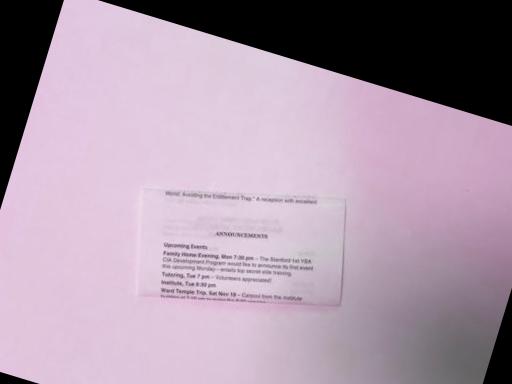 World: Avoiding the Entitlement Trap." A reception with excellent
ANNOUNCEMENTS
Upcoming Events
Family Home Evening, Mon 7:30 pm – The Stanford 1st YSA
CIA Development Program would like to announce its first event
this upcoming Monday – entails top secret elite training.
Tutoring, Tue 7 pm – Volunteers appreciated!
Institute, Tue 8:30 pm
Ward Temple Trip, Sat Nov 19 – Carpool from the institute